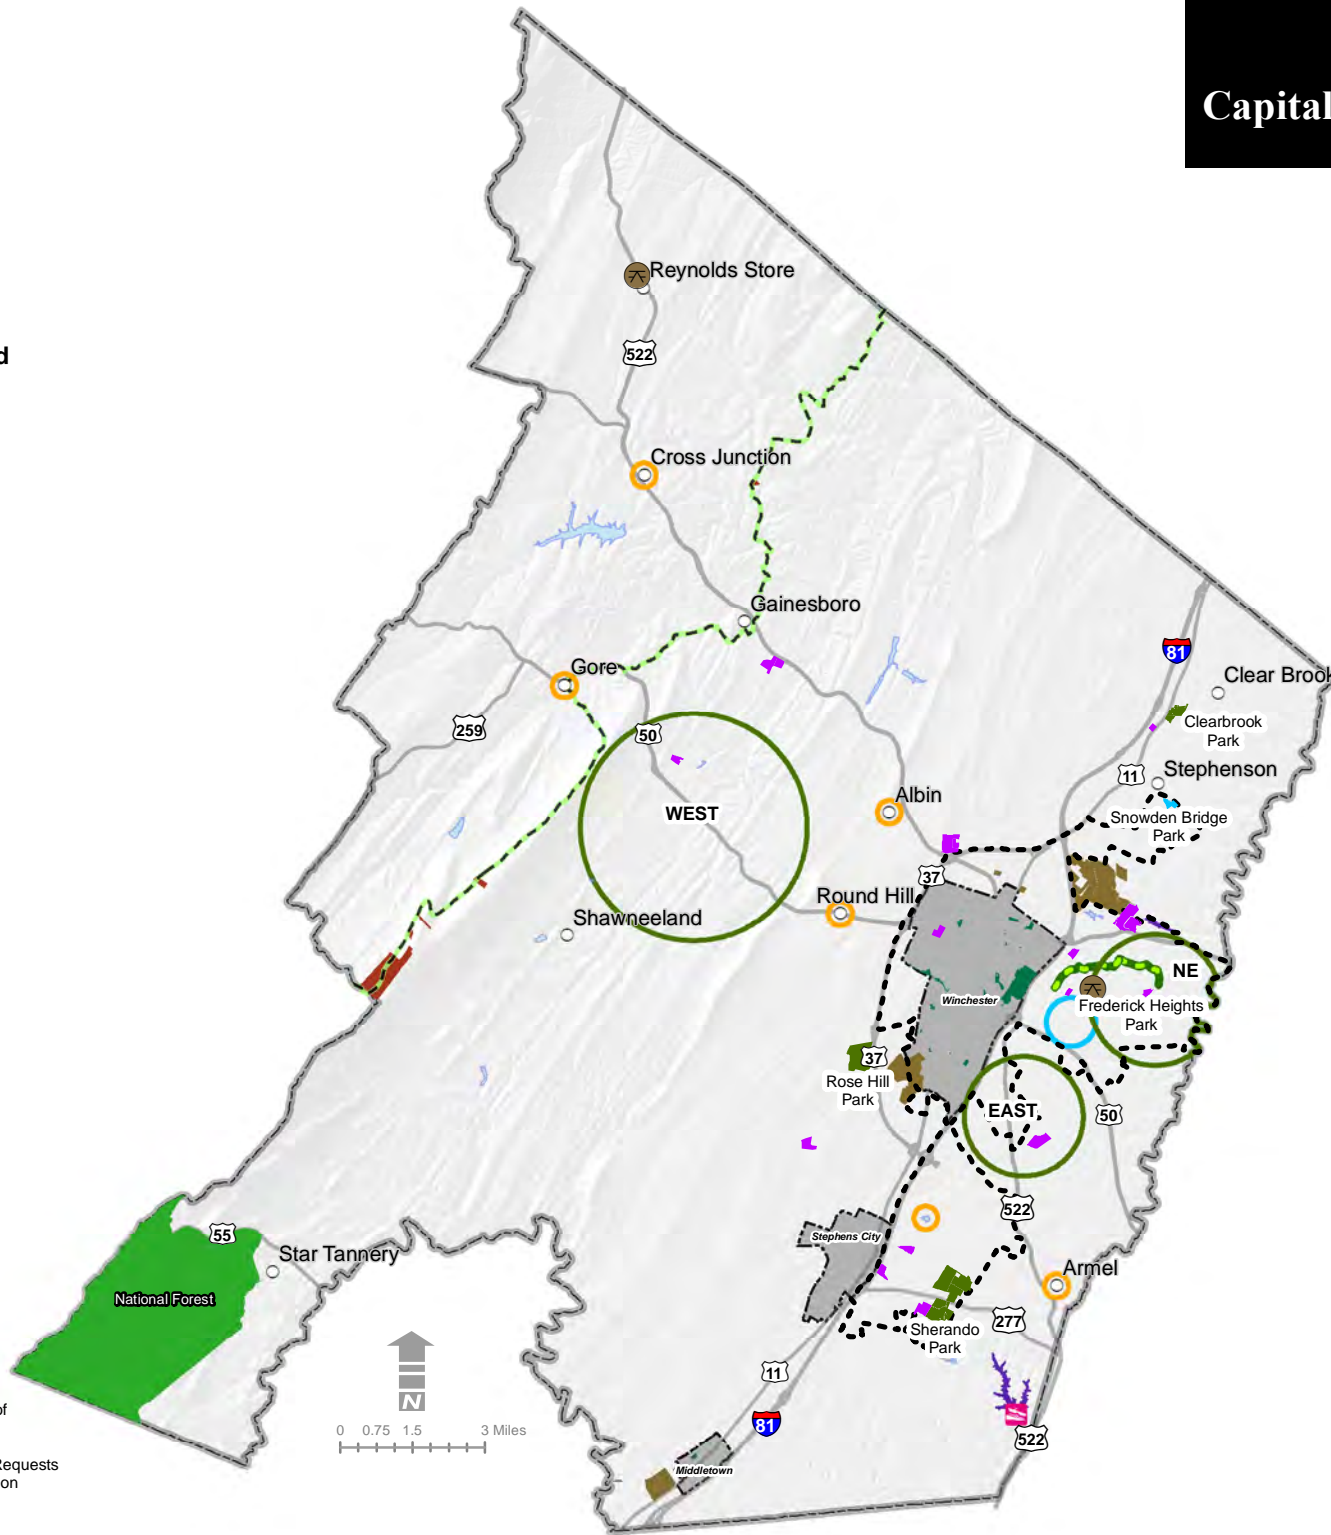 Capital
Reynolds Store
522
d
Cross Junction
Gainesboro
81
Gore
Clear Brook
Clearbrook
Park
259
50
11
Stephenson
Albin
WEST
Snowden Bridge
Park
37
Round Hill
Shawneeland
NE
Winchester
Frederick Heights
Park
37
Rose Hill
Park
EAST
50
522
55
Stephens City
Star Tannery
Armel
National Forest
277
Sherando
Park
N
11
81
522
0 0.75 1.5 3 Miles
of
Requests
on
Middletown